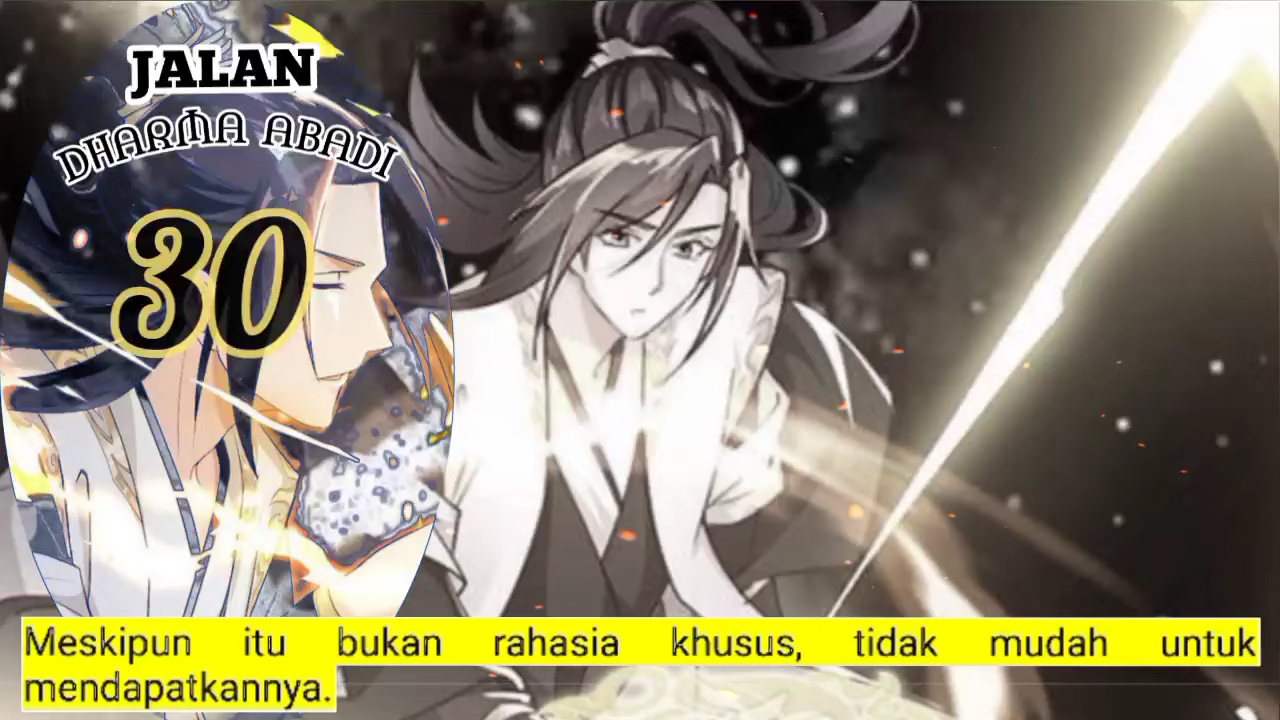 JALAN
DHARMA ABADI
30
Meskipun itu bukan rahasia khusus, tidak mudah untuk
mendapatkannya.